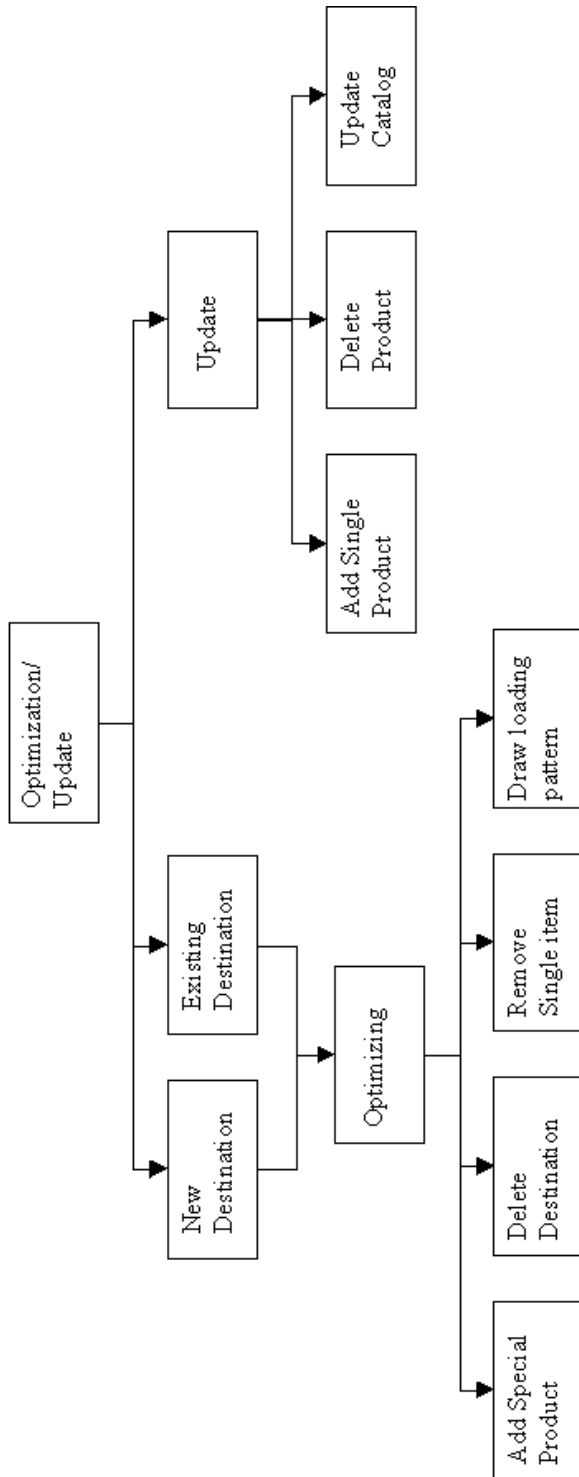 Optimization/
Update
New
Destination
Existing
Destination
Update
Optimizing
Add Single
Product
Delete
Product
Update
Catalog
Add Special
Product
Delete
Destination
Remove
Single item
Draw loading
pattern